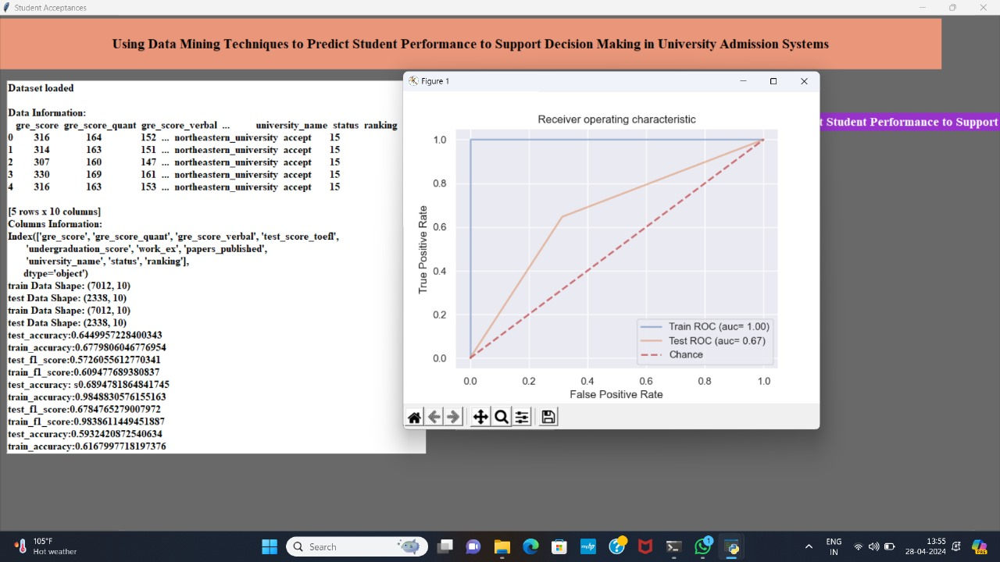 Student Acceptances
Using Data Mining Techniques to Predict Student Performance to Support Decision Making in University Admission Systems
Dataset loaded
Data Information:
gre_score gre_score_quant gre_score_verbal ... university_name status ranking
0 316 164 152 ... northeastern_university accept 15
1 314 163 151 ... northeastern_university accept 15
2 307 160 147 ... northeastern_university accept 15
3 330 169 161 ... northeastern_university accept 15
4 316 163 153 ... northeastern_university accept 15
[5 rows x 10 columns]
Columns Information:
Index(['gre_score', 'gre_score_quant', 'gre_score_verbal', 'test_score_toefl',
'undergraduation_score', 'work_ex', 'papers_published',
'university_name', 'status', 'ranking'],
dtype='object')
train Data Shape: (7012, 10)
test Data Shape: (2338, 10)
train Data Shape: (7012, 10)
test Data Shape: (2338, 10)
test_accuracy:0.6449957228400343
train_accuracy:0.6779806046776954
test_f1_score:0.5726055612770341
train_f1_score:0.609477689380837
test_accuracy: s0.6894781864841745
train_accuracy:0.9848830576155163
test_f1_score:0.6784765279007972
train_f1_score:0.9838611449451887
test_accuracy:0.5932420872540634
train_accuracy:0.6167997718197376
Figure 1
Receiver operating characteristic
True Positive Rate
1.0
0.8
0.6
0.4
0.2
0.0
0.0 0.2 0.4 0.6 0.8 1.0
False Positive Rate
Train ROC (auc= 1.00)
Test ROC (auc= 0.67)
Chance
t Student Performance to Support
105°F
Hot weather
Search
ENG
IN
13:55
28-04-2024